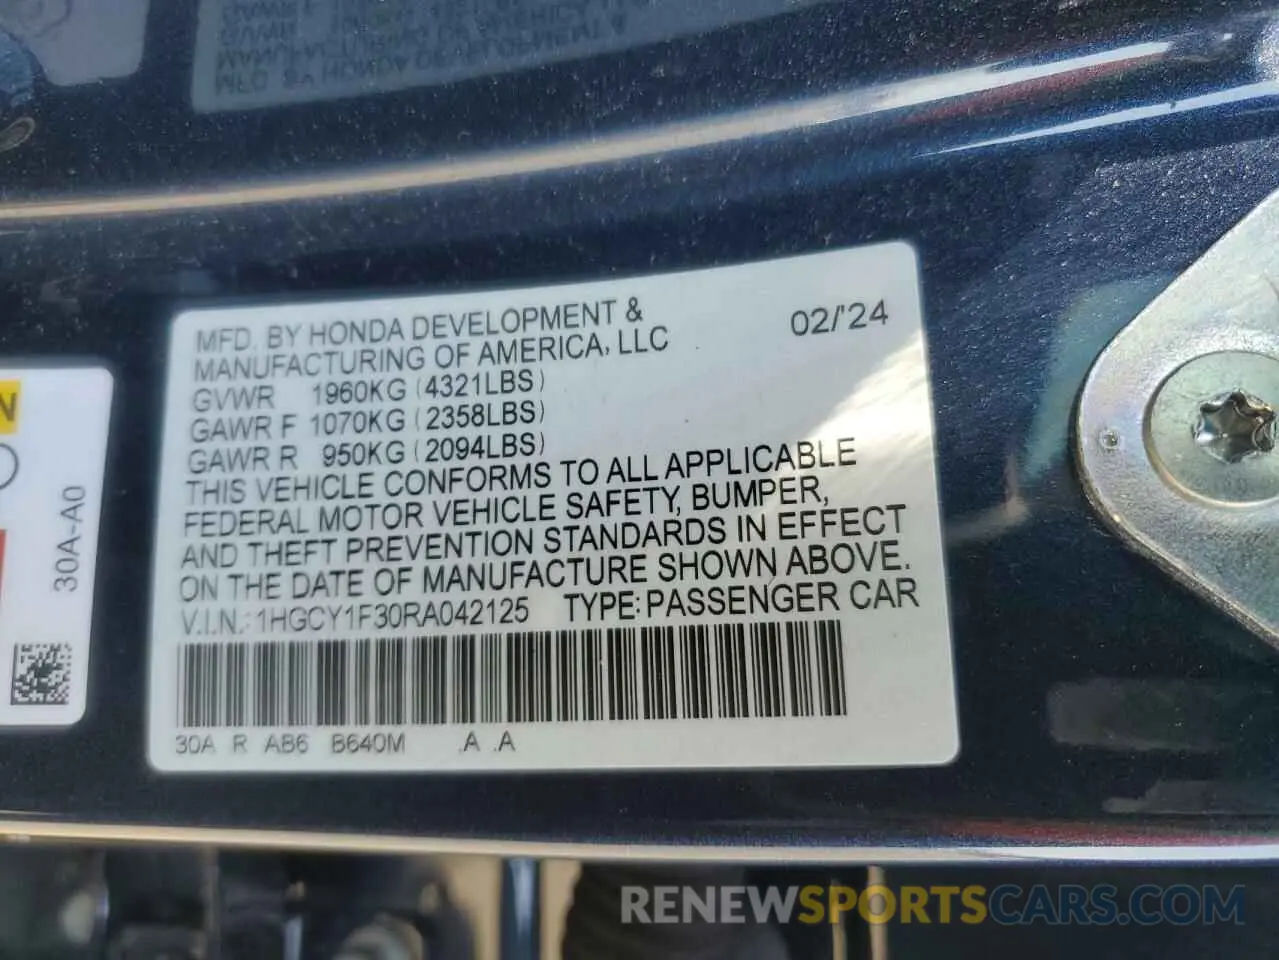 MFD. BY HONDA DEVELOPMENT &
MANUFACTURING OF AMERICA, LLC
02/'24
GVWR 1960KG (4321LBS)
GAWR F 1070KG (2358LBS)
GAWR R 950KG (2094LBS)
THIS VEHICLE CONFORMS TO ALL APPLICABLE
FEDERAL MOTOR VEHICLE SAFETY, BUMPER,
AND THEFT PREVENTION STANDARDS IN EFFECT
ON THE DATE OF MANUFACTURE SHOWN ABOVE.
V.I.N.: 1HGCY1F30RA042125 TYPE: PASSENGER CAR
30A R AB6 B640M .A .A
30A-A0
RENEWSPORTSCARS.COM